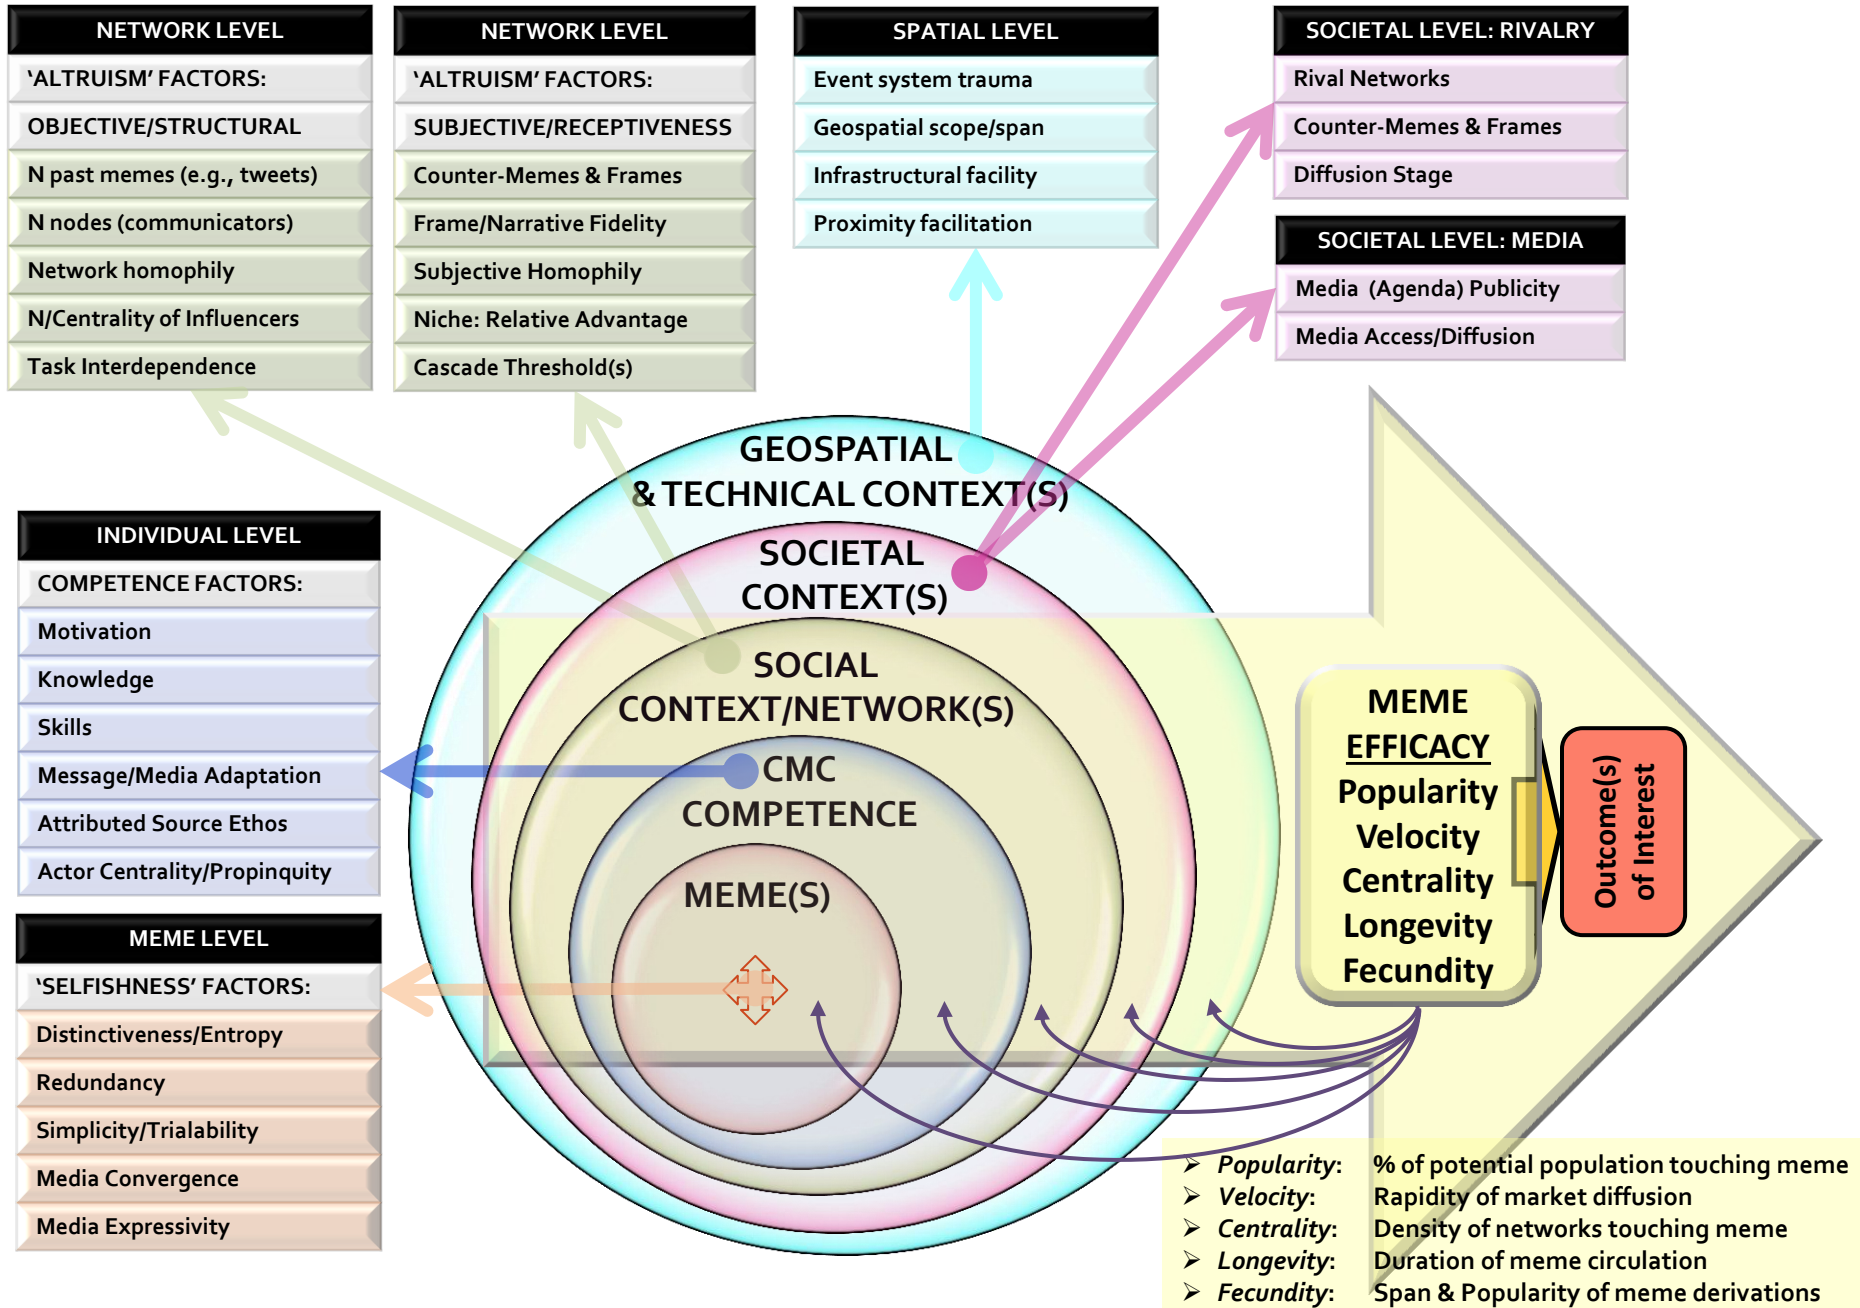 NETWORK LEVEL
‘ALTRUISM’ FACTORS:
OBJECTIVE/STRUCTURAL
N past memes (e.g., tweets)
N nodes (communicators)
Network homophily
N/Centrality of Influencers
Task Interdependence
NETWORK LEVEL
‘ALTRUISM’ FACTORS:
SUBJECTIVE/RECEPTIVENESS
Counter-Memes & Frames
Frame/Narrative Fidelity
Subjective Homophily
Niche: Relative Advantage
Cascade Threshold(s)
SPATIAL LEVEL
Event system trauma
Geospatial scope/span
Infrastructural facility
Proximity facilitation
SOCIETAL LEVEL: RIVALRY
Rival Networks
Counter-Memes & Frames
Diffusion Stage
SOCIETAL LEVEL: MEDIA
Media (Agenda) Publicity
Media Access/Diffusion
INDIVIDUAL LEVEL
COMPETENCE FACTORS:
Motivation
Knowledge
Skills
Message/Media Adaptation
Attributed Source Ethos
Actor Centrality/Propinquity
MEME LEVEL
‘SELFISHNESS’ FACTORS:
Distinctiveness/Entropy
Redundancy
Simplicity/Trialability
Media Convergence
Media Expressivity
GEOSPATIAL
& TECHNICAL CONTEXT(S)
SOCIETAL
CONTEXT(S)
SOCIAL
CONTEXT/NETWORK(S)
CMC
COMPETENCE
MEME(S)
MEME
EFFICACY
Popularity
Velocity
Centrality
Longevity
Fecundity
Outcome(s)
of Interest
➢ Popularity: % of potential population touching meme
➢ Velocity: Rapidity of market diffusion
➢ Centrality: Density of networks touching meme
➢ Longevity: Duration of meme circulation
➢ Fecundity: Span & Popularity of meme derivations